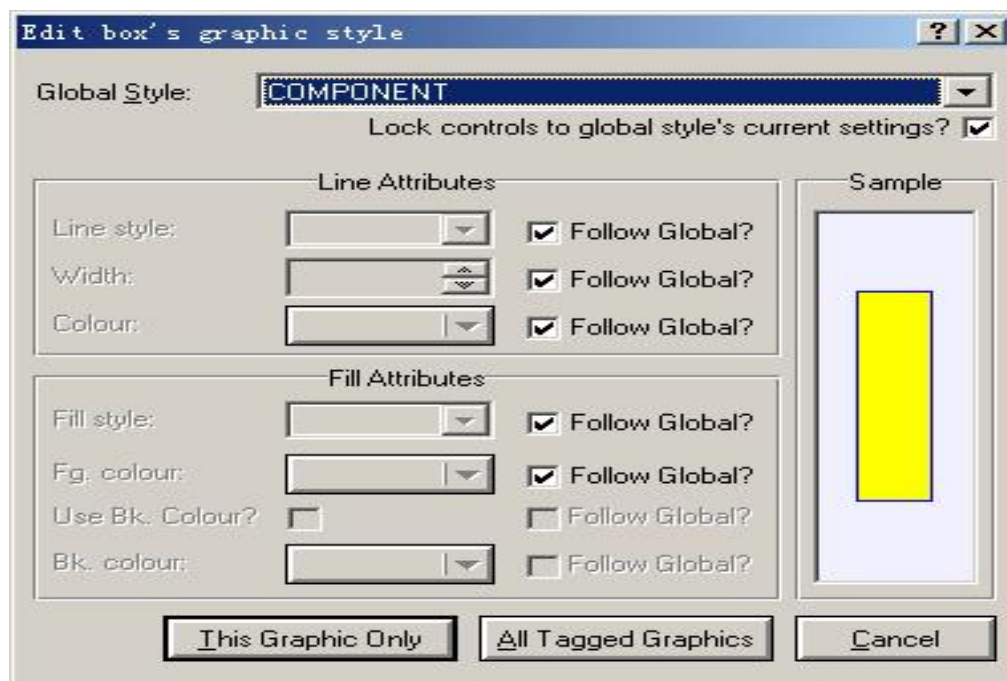 Edit box's graphic style
Global Style: COMPONENT
Lock controls to global style's current settings?
Line Attributes
Sample
Line style: Follow Global?
Width: Follow Global?
Colour: Follow Global?
Fill Attributes
Fill style: Follow Global?
Fg. colour: Follow Global?
Use Bk. Colour? Follow Global?
Bk. colour: Follow Global?
This Graphic Only All Tagged Graphics Cancel